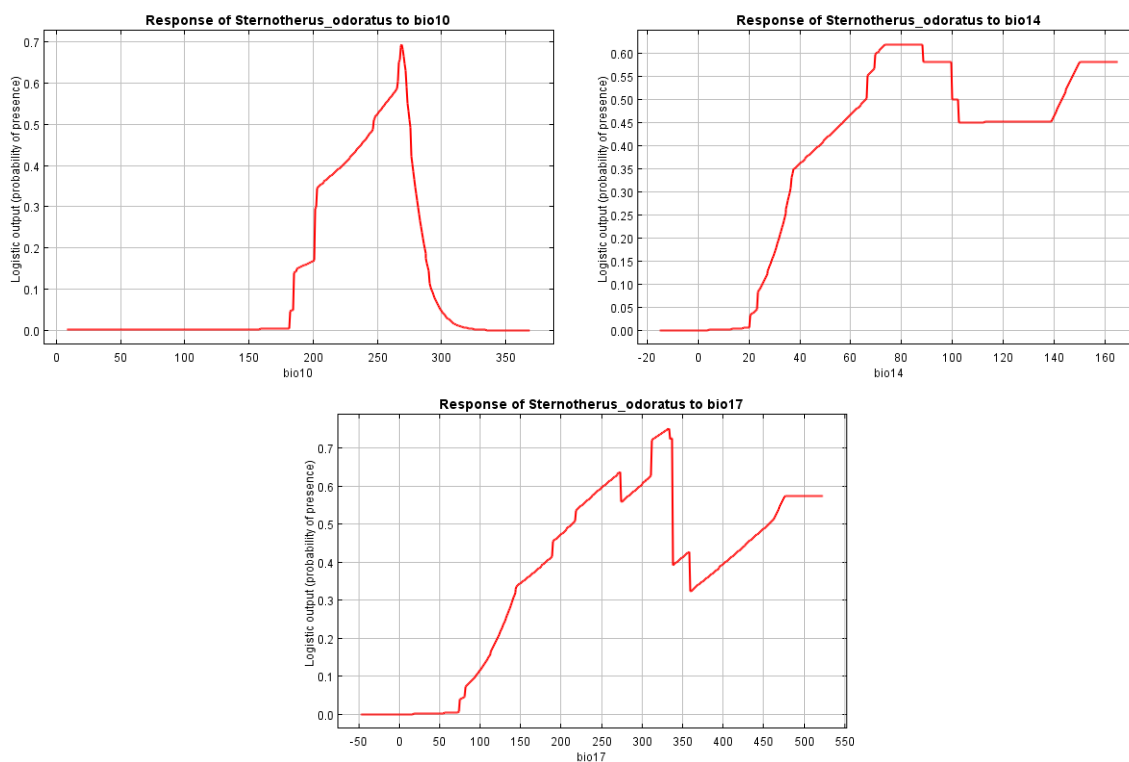 Response of Sternotherus_odoratus to bio10
Logistic output (probability of presence)
0.7
0.6
0.5
0.4
0.3
0.2
0.1
0.0
0 50 100 150 200 250 300 350
bio10
Response of Sternotherus_odoratus to bio14
Logistic output (probability of presence)
0.60
0.55
0.50
0.45
0.40
0.35
0.30
0.25
0.20
0.15
0.10
0.05
0.00
-20 0 20 40 60 80 100 120 140 160
bio14
Response of Sternotherus_odoratus to bio17
Logistic output (probability of presence)
0.7
0.6
0.5
0.4
0.3
0.2
0.1
0.0
-50 0 50 100 150 200 250 300 350 400 450 500 550
bio17